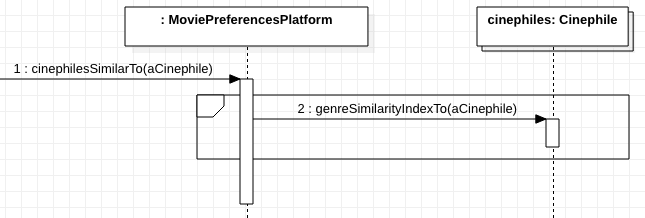 : MoviePreferencesPlatform
cinephiles: Cinephile
1 : cinephilesSimilarTo(aCinephile)
2 : genreSimilarityIndexTo(aCinephile)